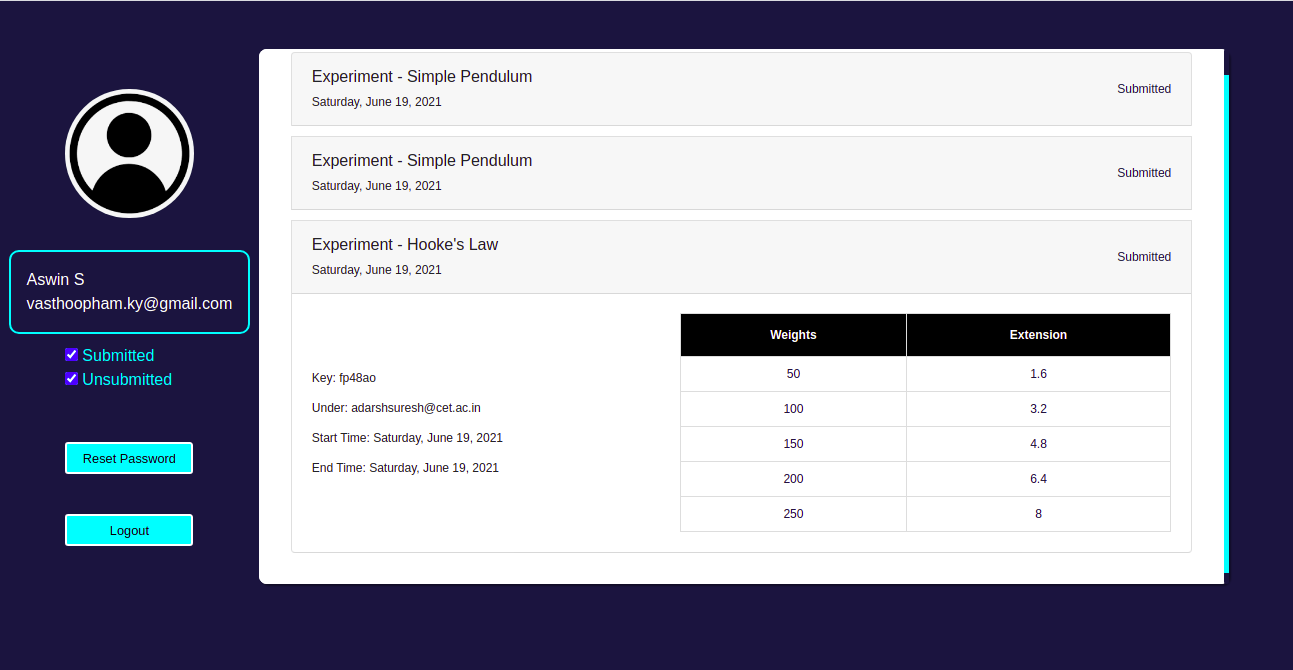 Aswin S
vasthoopham.ky@gmail.com
Submitted
Unsubmitted
Reset Password
Logout
Experiment - Simple Pendulum
Saturday, June 19, 2021
Submitted
Experiment - Simple Pendulum
Saturday, June 19, 2021
Submitted
Experiment - Hooke's Law
Saturday, June 19, 2021
Submitted
Key: fp48ao
Under: adarshsuresh@cet.ac.in
Start Time: Saturday, June 19, 2021
End Time: Saturday, June 19, 2021
Weights Extension
50 1.6
100 3.2
150 4.8
200 6.4
250 8